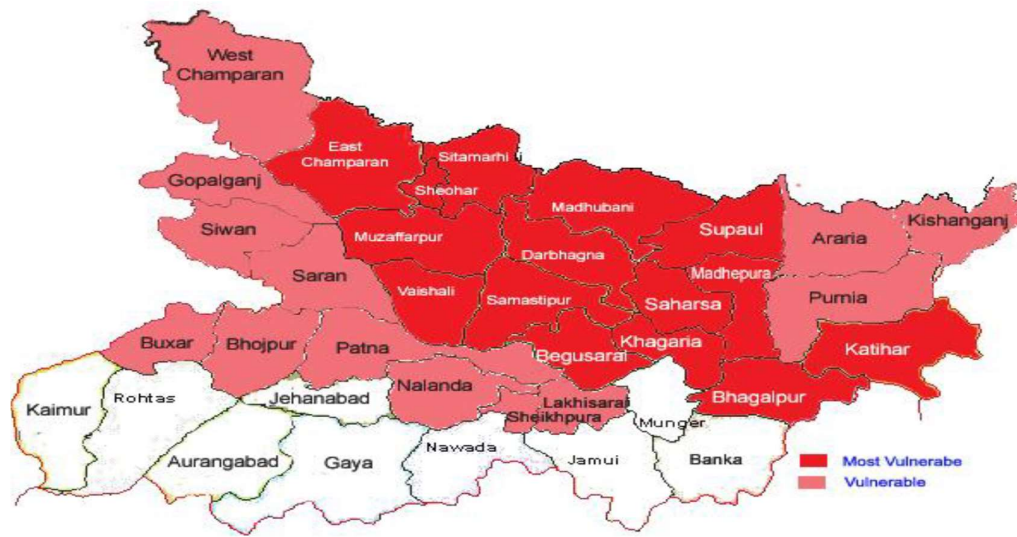 West
Champaran
East
Champaran
Sitamarhi
Sheohar
Gopalganj
Siwan
Saran
Muzaffarpur
Madhubani
Darbhagna
Supaul
Madhepura
Araria
Kishanganj
Purnia
Vaishali
Samastipur
Saharsa
Khagaria
Begusarai
Katihar
Bhagalpur
Buxar
Bhojpur
Patna
Nalanda
Lakhisarai
Sheikhpura
Munger
Kaimur
Rohtas
Jehanabad
Aurangabad
Gaya
Nawada
Jamui
Banka
Most Vulnerabe
Vulnerable